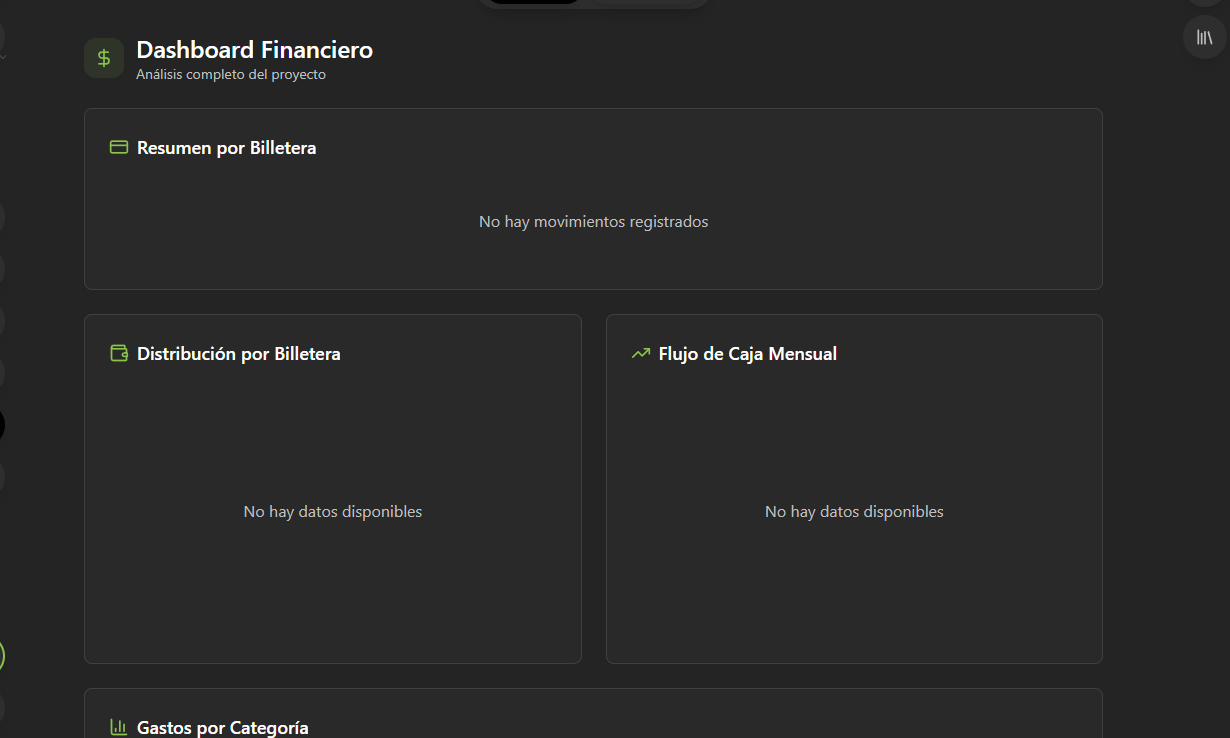 Dashboard Financiero
Análisis completo del proyecto
Resumen por Billetera
No hay movimientos registrados
Distribución por Billetera
No hay datos disponibles
Flujo de Caja Mensual
No hay datos disponibles
Gastos por Categoría